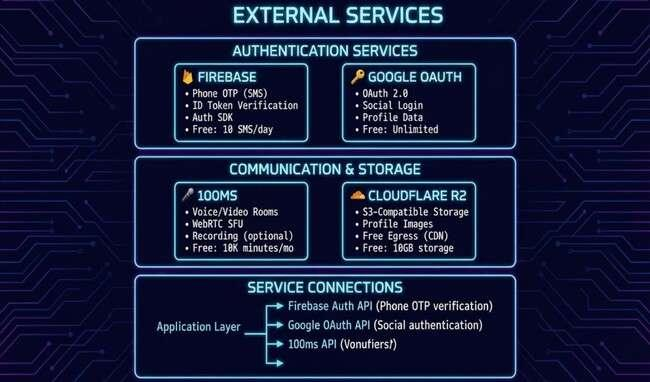 EXTERNAL SERVICES
AUTHENTICATION SERVICES
FIREBASE
• Phone OTP (SMS)
• ID Token Verification
• Auth SDK
• Free: 10 SMS/day
GOOGLE OAUTH
• OAuth 2.0
• Social Login
• Profile Data
• Free: Unlimited
COMMUNICATION & STORAGE
100MS
• Voice/Video Rooms
• WebRTC SFU
• Recording (optional)
• Free: 10K minutes/mo
CLOUDFLARE R2
• S3-Compatible Storage
• Profile Images
• Free Egress (CDN)
• Free: 10GB storage
SERVICE CONNECTIONS
Application Layer
Firebase Auth API (Phone OTP verification)
Google OAuth API (Social authentication)
100ms API (Vonufiers!)